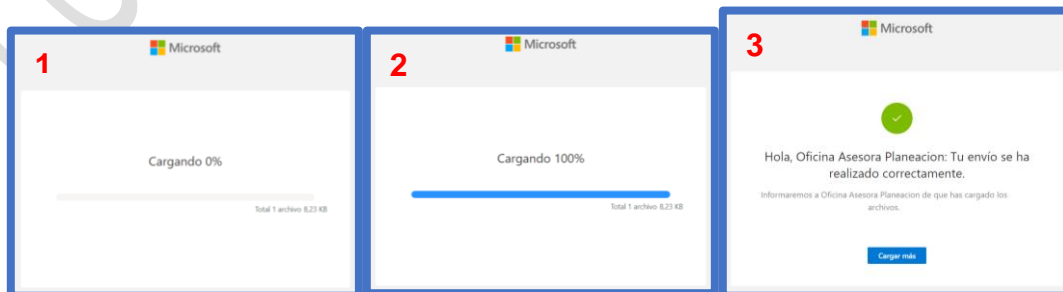 1
Microsoft
Cargando 0%
Total 1 archivo 8,23 KB
2
Microsoft
Cargando 100%
Total 1 archivo 8,23 KB
3
Microsoft
Hola, Oficina Asesora Planeacion: Tu envío se ha
realizado correctamente.
Informaremos a Oficina Asesora Planeacion de que has cargado los
archivos.
Cargar más